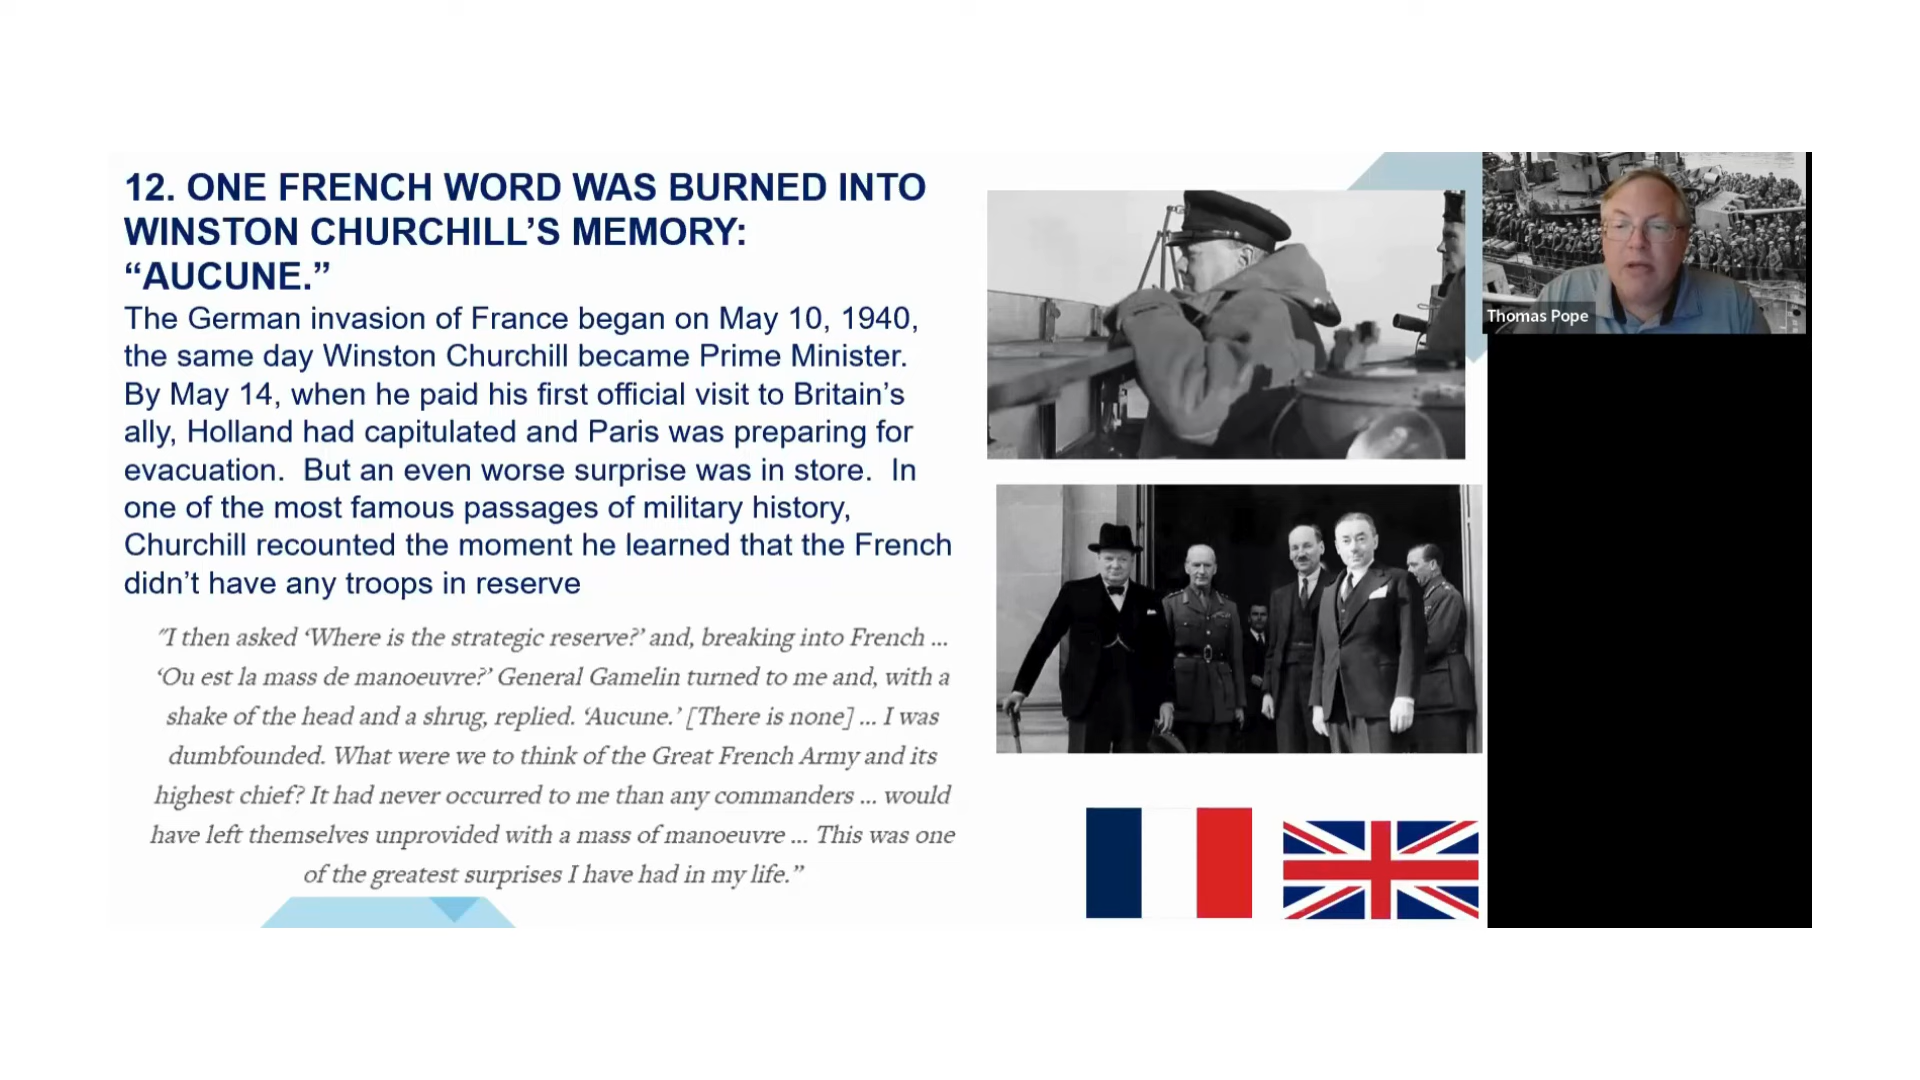 12. ONE FRENCH WORD WAS BURNED INTO
WINSTON CHURCHILL’S MEMORY:
“AUCUNE.”
The German invasion of France began on May 10, 1940,
the same day Winston Churchill became Prime Minister.
By May 14, when he paid his first official visit to Britain’s
ally, Holland had capitulated and Paris was preparing for
evacuation.  But an even worse surprise was in store.  In
one of the most famous passages of military history,
Churchill recounted the moment he learned that the French
didn’t have any troops in reserve
"I then asked ‘Where is the strategic reserve?’ and, breaking into French ...
‘Ou est la mass de manoeuvre?’ General Gamelin turned to me and, with a
shake of the head and a shrug, replied. ‘Aucune.’ [There is none] ... I was
dumbfounded. What were we to think of the Great French Army and its
highest chief? It had never occurred to me than any commanders ... would
have left themselves unprovided with a mass of manoeuvre ... This was one
of the greatest surprises I have had in my life.”
Thomas Pope